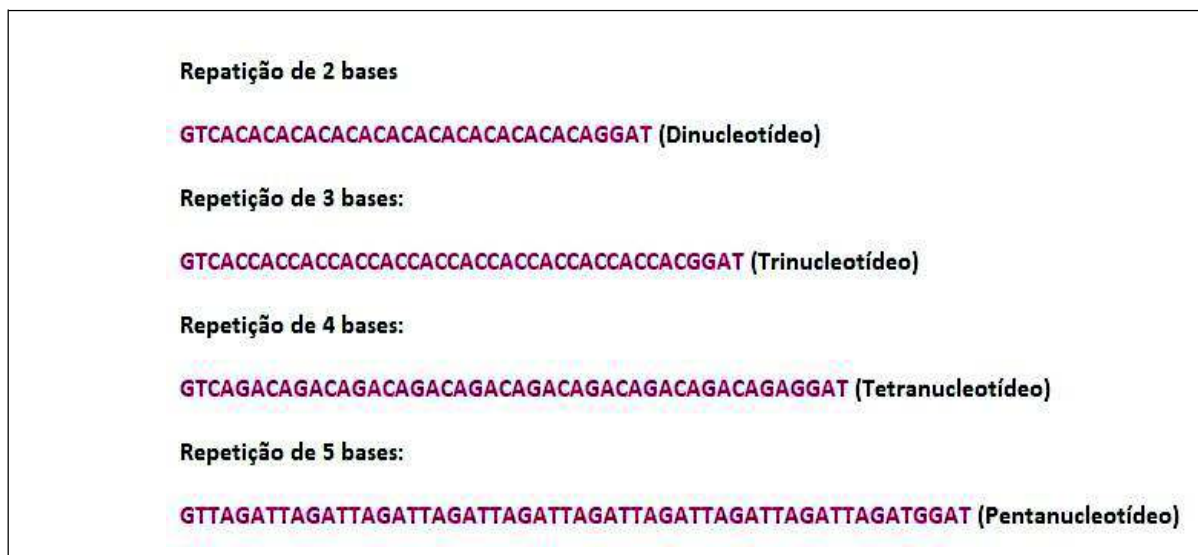 Repatição de 2 bases
GTCACACACACACACACACACACACACACAGGAT (Dinucleotídeo)
Repetição de 3 bases:
GTCACCACCACCACCACCACCACCACCACCACCACCACGGAT (Trinucleotídeo)
Repetição de 4 bases:
GTCAGACAGACAGACAGACAGACAGACAGACAGACAGACAGAGGAT (Tetranucleotídeo)
Repetição de 5 bases:
GTTAGATTAGATTAGATTAGATTAGATTAGATTAGATTAGATTAGATTAGATGGAT (Pentanucleotídeo)